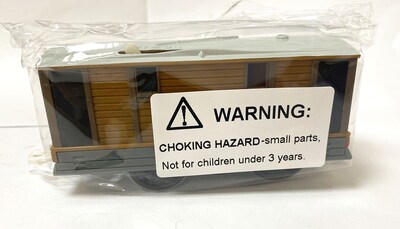 WARNING:
CHOKING HAZARD-small parts,
Not for children under 3 years.